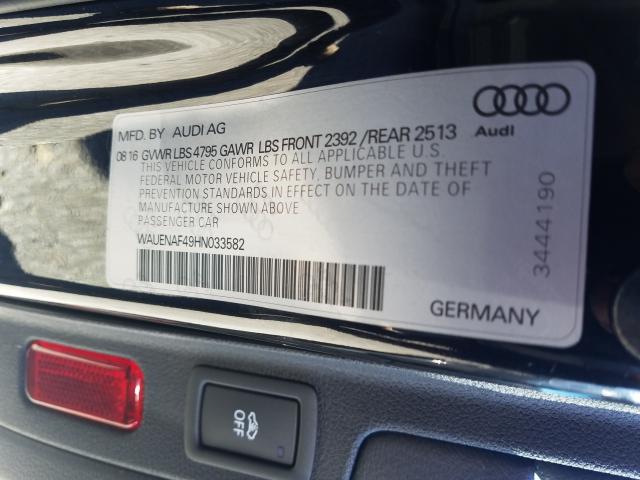 MFD. BY AUDI AG
0816 GVWR LBS 4795 GAWR LBS FRONT 2392 /REAR 2513
THIS VEHICLE CONFORMS TO ALL APPLICABLE U.S.
FEDERAL MOTOR VEHICLE SAFETY, BUMPER AND THEFT
PREVENTION STANDARDS IN EFFECT ON THE DATE OF
MANUFACTURE SHOWN ABOVE
PASSENGER CAR
WAUENAF49HN033582
Audi
3444190
GERMANY
OFF